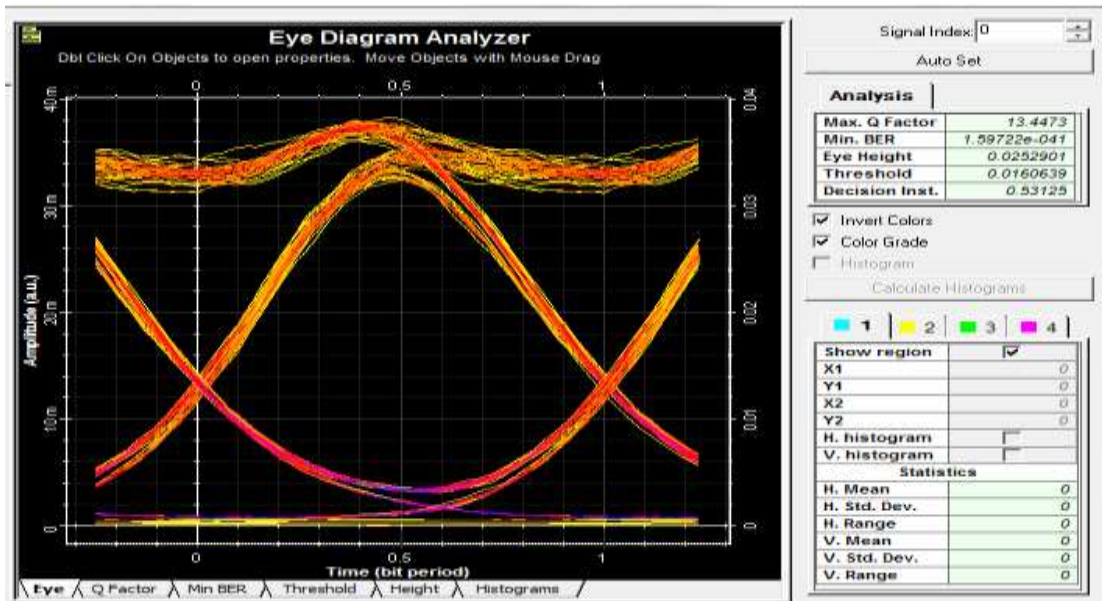 Eye Diagram Analyzer
Dbl Click On Objects to open properties. Move Objects with Mouse Drag
0 0.5 1
40m 0.04
30m 0.03
20m 0.02
10m 0.01
0 0
Amplitude (a.u.)
0 0.5 1
Time (bit period)
Eye Q Factor Min BER Threshold Height Histograms
Signal Index: 0
Auto Set
Analysis
Max. Q Factor 13.4473
Min. BER 1.59722e-041
Eye Height 0.0252901
Threshold 0.0160639
Decision Inst. 0.53125
Invert Colors
Color Grade
Histogram
Calculate Histograms
1 2 3 4
Show region
X1 0
Y1 0
X2 0
Y2 0
H. histogram
V. histogram
Statistics
H. Mean 0
H. Std. Dev. 0
H. Range 0
V. Mean 0
V. Std. Dev. 0
V. Range 0